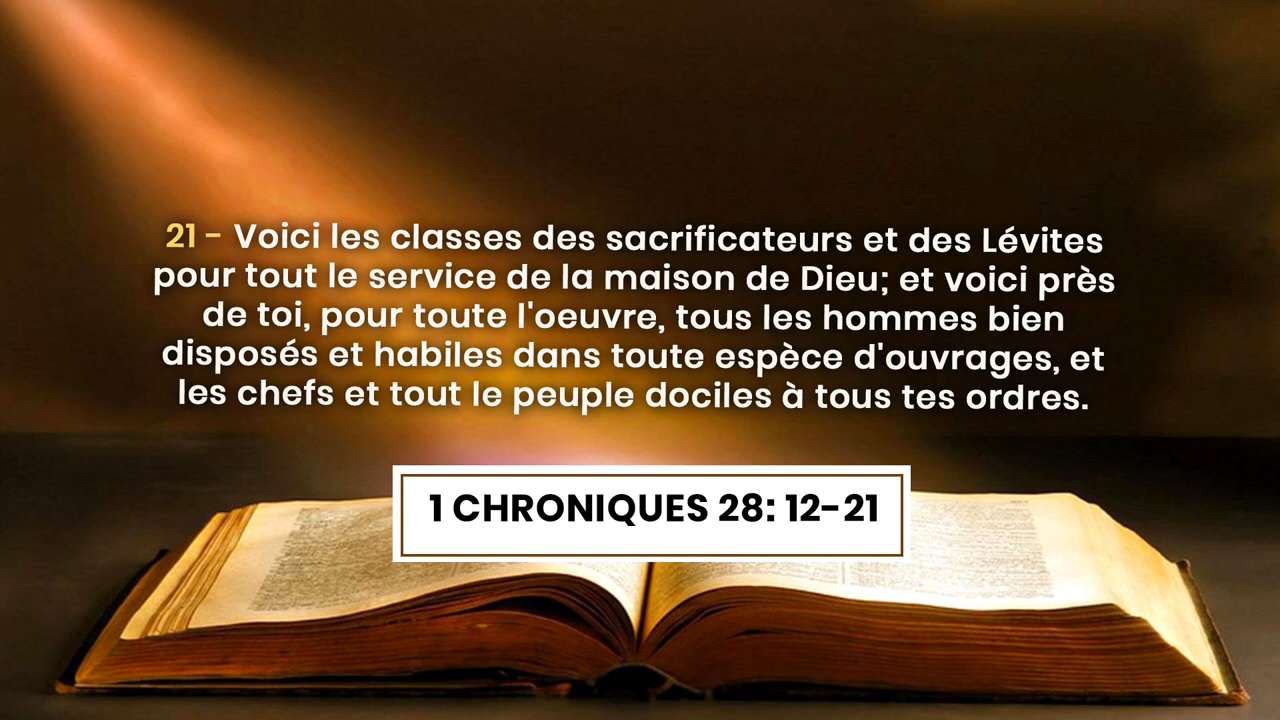 21 - Voici les classes des sacrificateurs et des Lévites
pour tout le service de la maison de Dieu; et voici près
de toi, pour toute l'oeuvre, tous les hommes bien
disposés et habiles dans toute espèce d'ouvrages, et
les chefs et tout le peuple dociles à tous tes ordres.
1 CHRONIQUES 28: 12-21